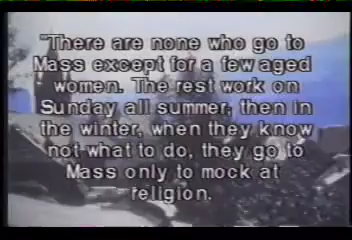 "There are none who go to
Mass except for a few aged
women. The rest work on
Sunday all summer, then in
the winter, when they know
not what to do, they go to
Mass only to mock at
religion.